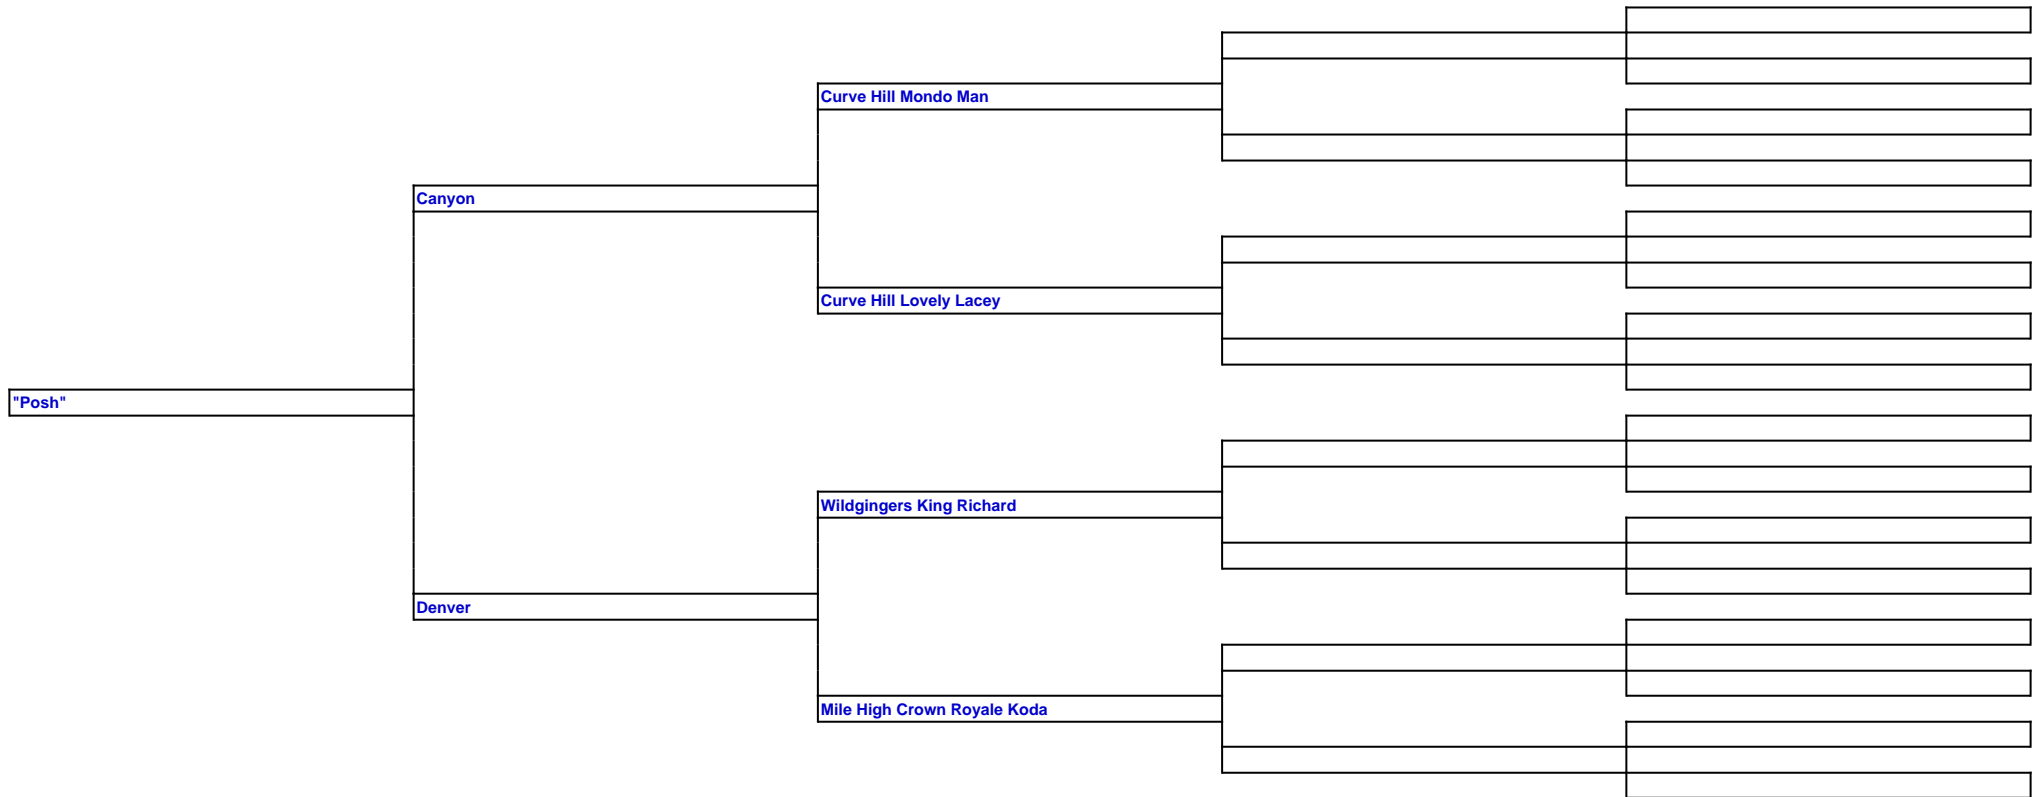 Curve Hill Mondo Man
Canyon
Curve Hill Lovely Lacey
"Posh"
Wildgingers King Richard
Denver
Mile High Crown Royale Koda